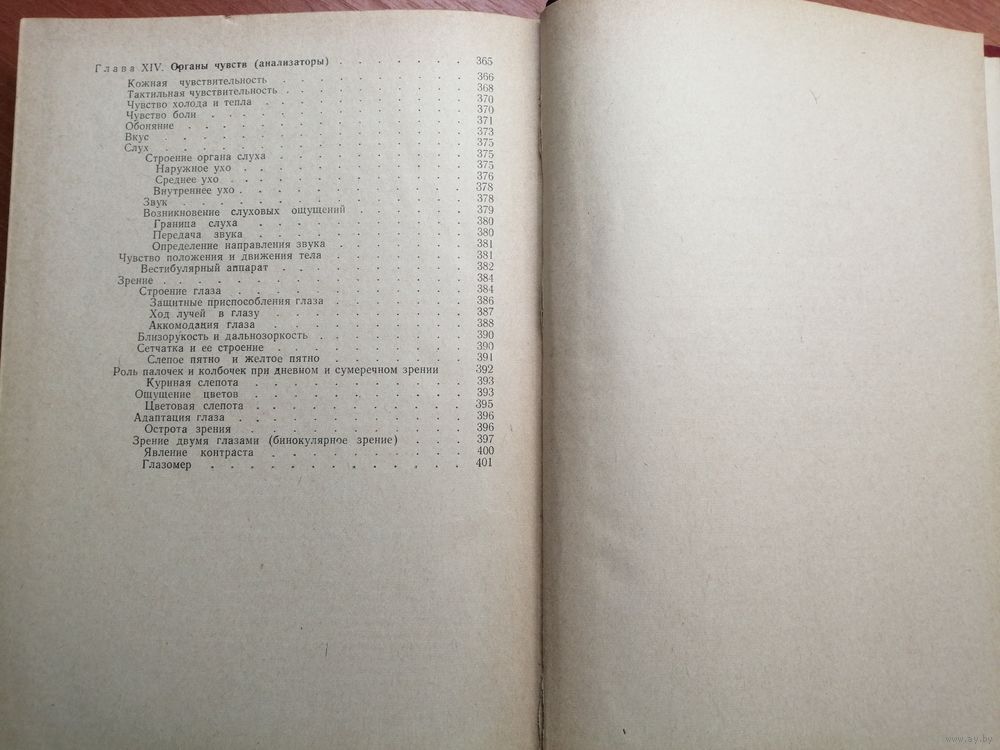 Глава XIV. Органы чувств (анализаторы) . . . . . . 365
Кожная чувствительность . . . . . . . . 366
Тактильная чувствительность . . . . . . . . 368
Чувство холода и тепла . . . . . . . . . 370
Чувство боли . . . . . . . . . . . 370
Обоняние . . . . . . . . . . . . 371
Вкус . . . . . . . . . . . . . 373
Слух . . . . . . . . . . . . . 375
Строение органа слуха . . . . . . . . 375
Наружное ухо . . . . . . . . . . 375
Среднее ухо . . . . . . . . . . 376
Внутреннее ухо . . . . . . . . . . 378
Звук . . . . . . . . . . . . 378
Возникновение слуховых ощущений . . . . . 379
Граница слуха . . . . . . . . . 380
Передача звука . . . . . . . . . 380
Определение направления звука . . . . . . 381
Чувство положения и движения тела . . . . . . 381
Вестибулярный аппарат . . . . . . . . 382
Зрение . . . . . . . . . . . . . 384
Строение глаза . . . . . . . . . . 384
Защитные приспособления глаза . . . . . . 386
Ход лучей в глазу . . . . . . . . 387
Аккомодация глаза . . . . . . . . 388
Близорукость и дальнозоркость . . . . . . 390
Сетчатка и ее строение . . . . . . . . 390
Слепое пятно и желтое пятно . . . . . . 391
Роль палочек и колбочек при дневном и сумеречном зрении 392
Куриная слепота . . . . . . . . . 393
Ощущение цветов . . . . . . . . . 393
Цветовая слепота . . . . . . . . . 395
Адаптация глаза . . . . . . . . . . 396
Острота зрения . . . . . . . . . 396
Зрение двумя глазами (бинокулярное зрение) . . . 397
Явление контраста . . . . . . . . 400
Глазомер . . . . . . . . . . 401
www.ay.by